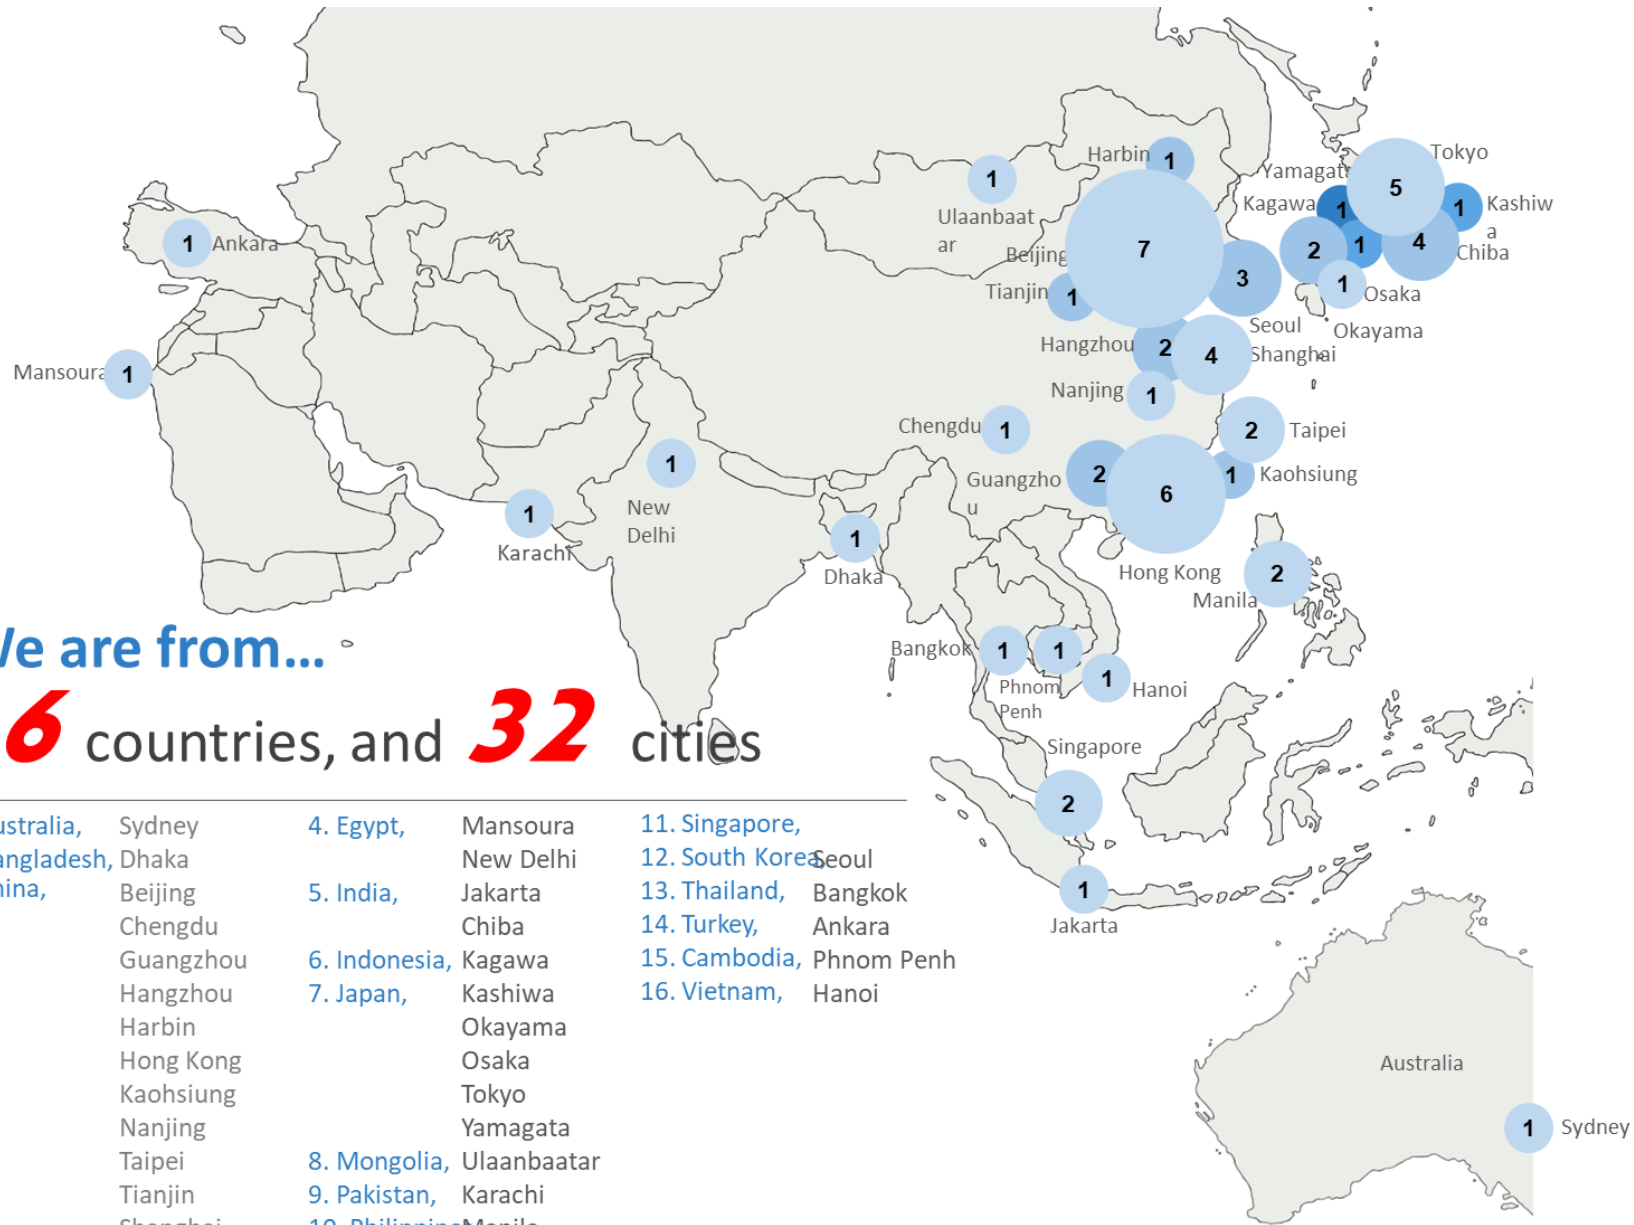 Harbin 1
Tokyo
Yamagata
5
1
Ulaanbaat
ar
Kagawa 1
1 Kashiw
a
1 Ankara
Beijing
7
2
1
4
Chiba
Tianjin 1
3
1
Osaka
Seoul
Okayama
Hangzhou 2
4
Shanghai
Mansoura 1
Nanjing 1
Chengdu 1
2 Taipei
1
New
Delhi
Guangzho
u
2
6
1 Kaohsiung
1
Karachi
1
Dhaka
Hong Kong
2
Manila
Bangkok 1
1
Phnom
Penh
1 Hanoi
We are from...
6 countries, and 32 cities
Singapore
2
1
Jakarta
Australia
1 Sydney
ustralia, Sydney
angladesh, Dhaka
ina, Beijing
Chengdu
Guangzhou
Hangzhou
Harbin
Hong Kong
Kaohsiung
Nanjing
Taipei
Tianjin
Shanghai
4. Egypt, Mansoura
New Delhi
5. India, Jakarta
Chiba
6. Indonesia, Kagawa
7. Japan, Kashiwa
Okayama
Osaka
Tokyo
Yamagata
8. Mongolia, Ulaanbaatar
9. Pakistan, Karachi
10. Philippine Manila
11. Singapore,
12. South Korea, Seoul
13. Thailand, Bangkok
14. Turkey, Ankara
15. Cambodia, Phnom Penh
16. Vietnam, Hanoi